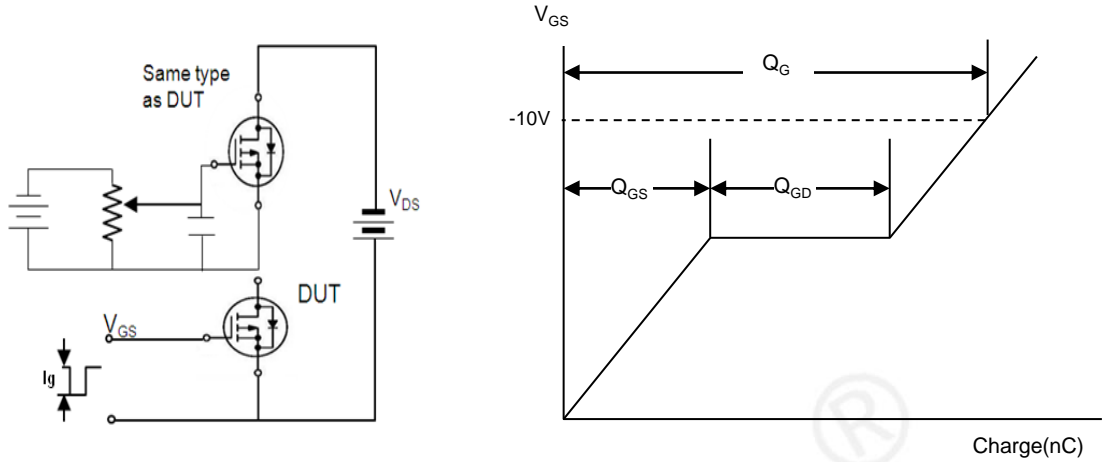 Same type
as DUT
V_DS
DUT
V_GS
Ig
V_GS
Q_G
-10V
Q_GS
Q_GD
Charge(nC)
®